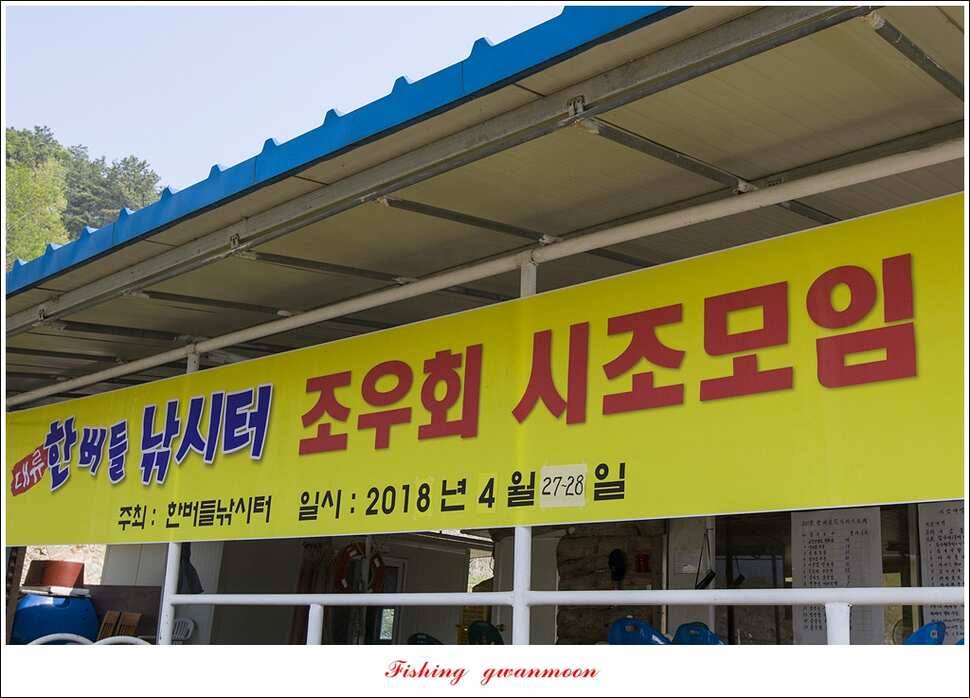 대류 한버들 낚시터 조우회 시조모임
주최 : 한버들낚시터 일시 : 2018 년 4 월 27~28 일
Fishing gwanmoon